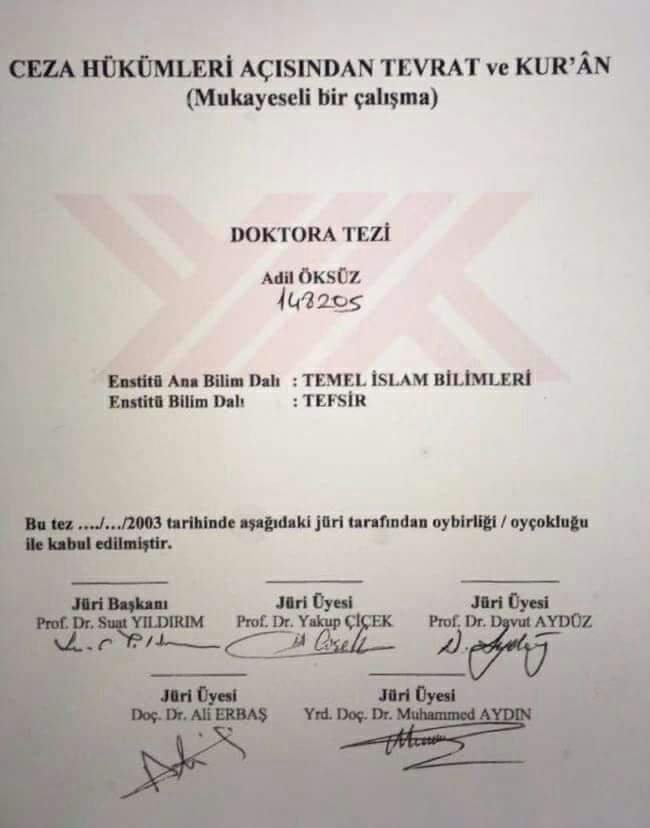 CEZA HÜKÜMLERİ AÇISINDAN TEVRAT ve KUR'ÂN
(Mukayeseli bir çalışma)
DOKTORA TEZİ
Adil ÖKSÜZ
148205
Enstitü Ana Bilim Dalı : TEMEL İSLAM BİLİMLERİ
Enstitü Bilim Dalı : TEFSİR
Bu tez …./…/2003 tarihinde aşağıdaki jüri tarafından oybirliği / oyçokluğu
ile kabul edilmiştir.
Jüri Başkanı Jüri Üyesi Jüri Üyesi
Prof. Dr. Suat YILDIRIM Prof. Dr. Yakup ÇİÇEK Prof. Dr. Davut AYDÜZ
Jüri Üyesi Jüri Üyesi
Doç. Dr. Ali ERBAŞ Yrd. Doç. Dr. Muhammed AYDIN